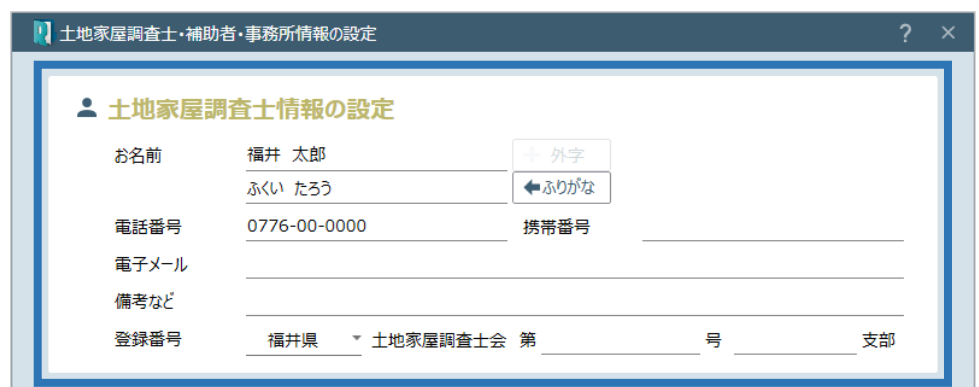 土地家屋調査士・補助者・事務所情報の設定 ? ×
土地家屋調査士情報の設定
お名前 福井 太郎 + 外字
ふくい たろう ふりがな
電話番号 0776-00-0000 携帯番号
電子メール
備考など
登録番号 福井県 土地家屋調査士会 第 号 支部